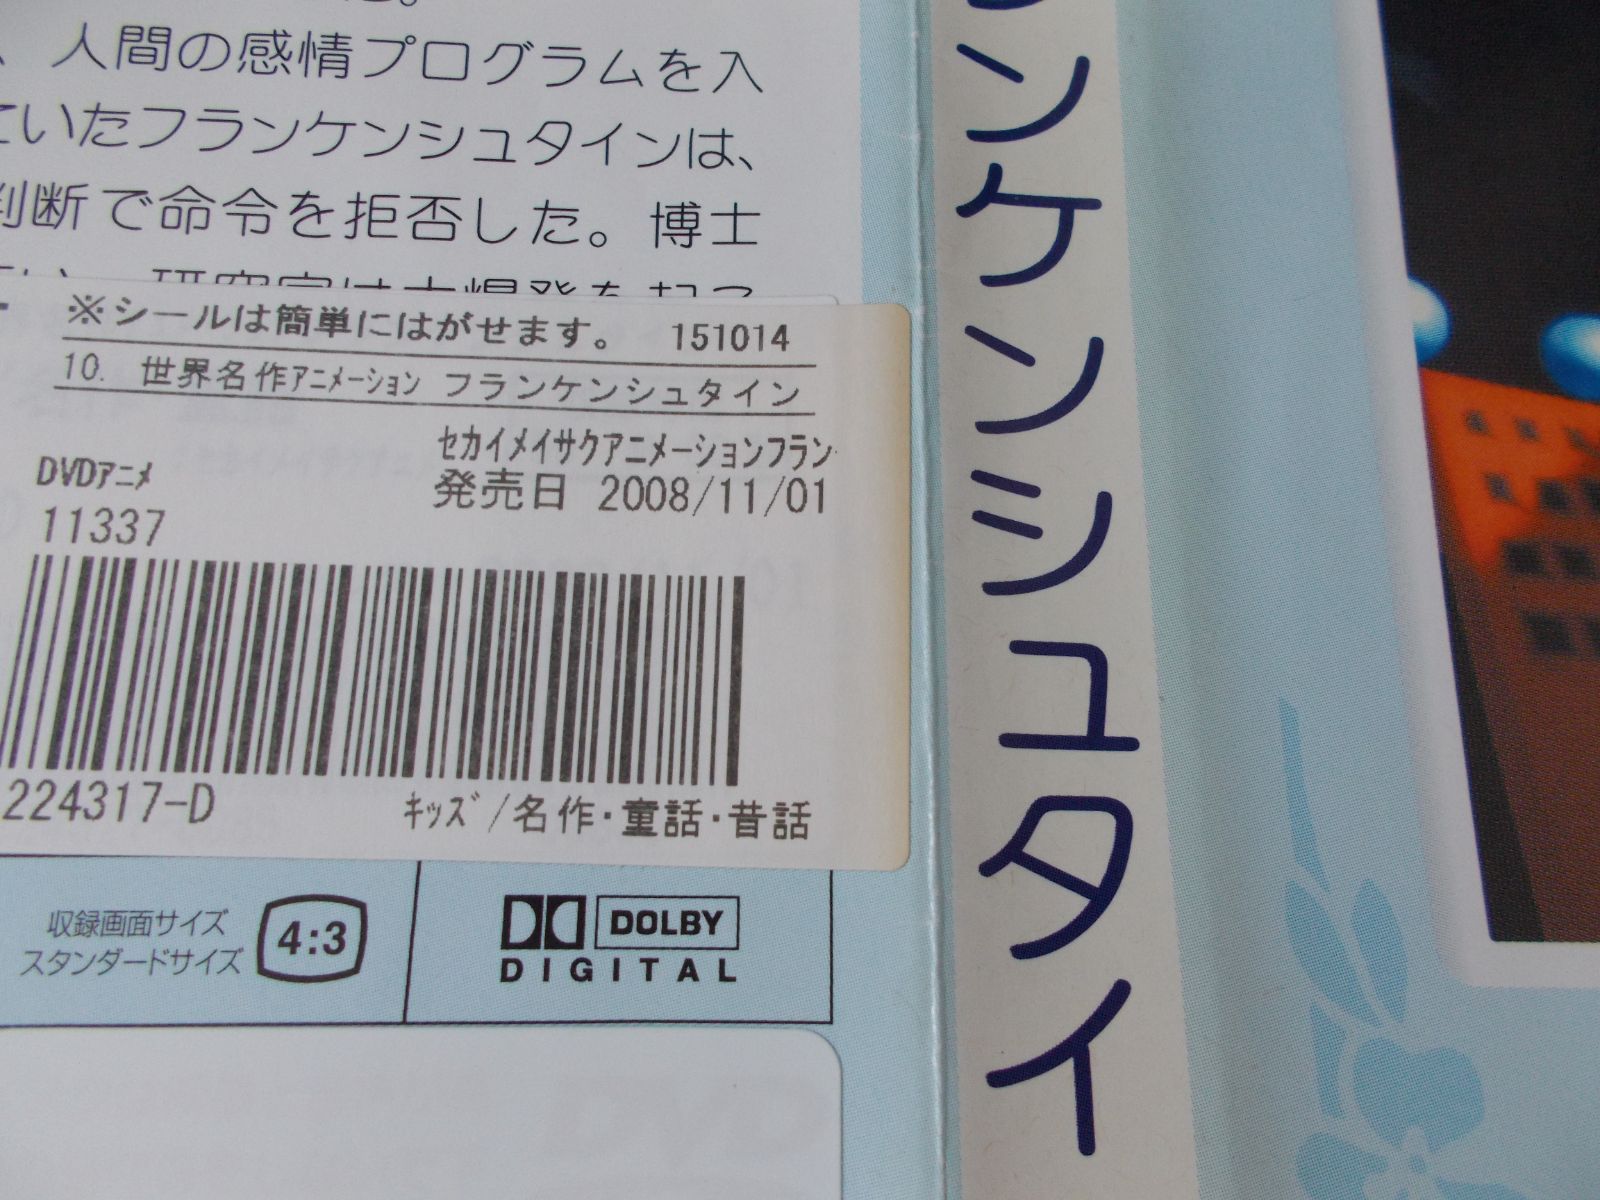 、人間の感情プログラムを入
ていたフランケンシュタインは、
判断で命令を拒否した。博士
※シールは簡単にはがせます。 151014
10. 世界名作アニメーション フランケンシュタイン
セカイメイサクアニメーションフラン
DVDアニメ
発売日 2008/11/01
11337
224317-D
キッズ/名作・童話・昔話
収録画面サイズ
スタンダードサイズ
4:3
DOLBY
DIGITAL
ンケンシュタイ